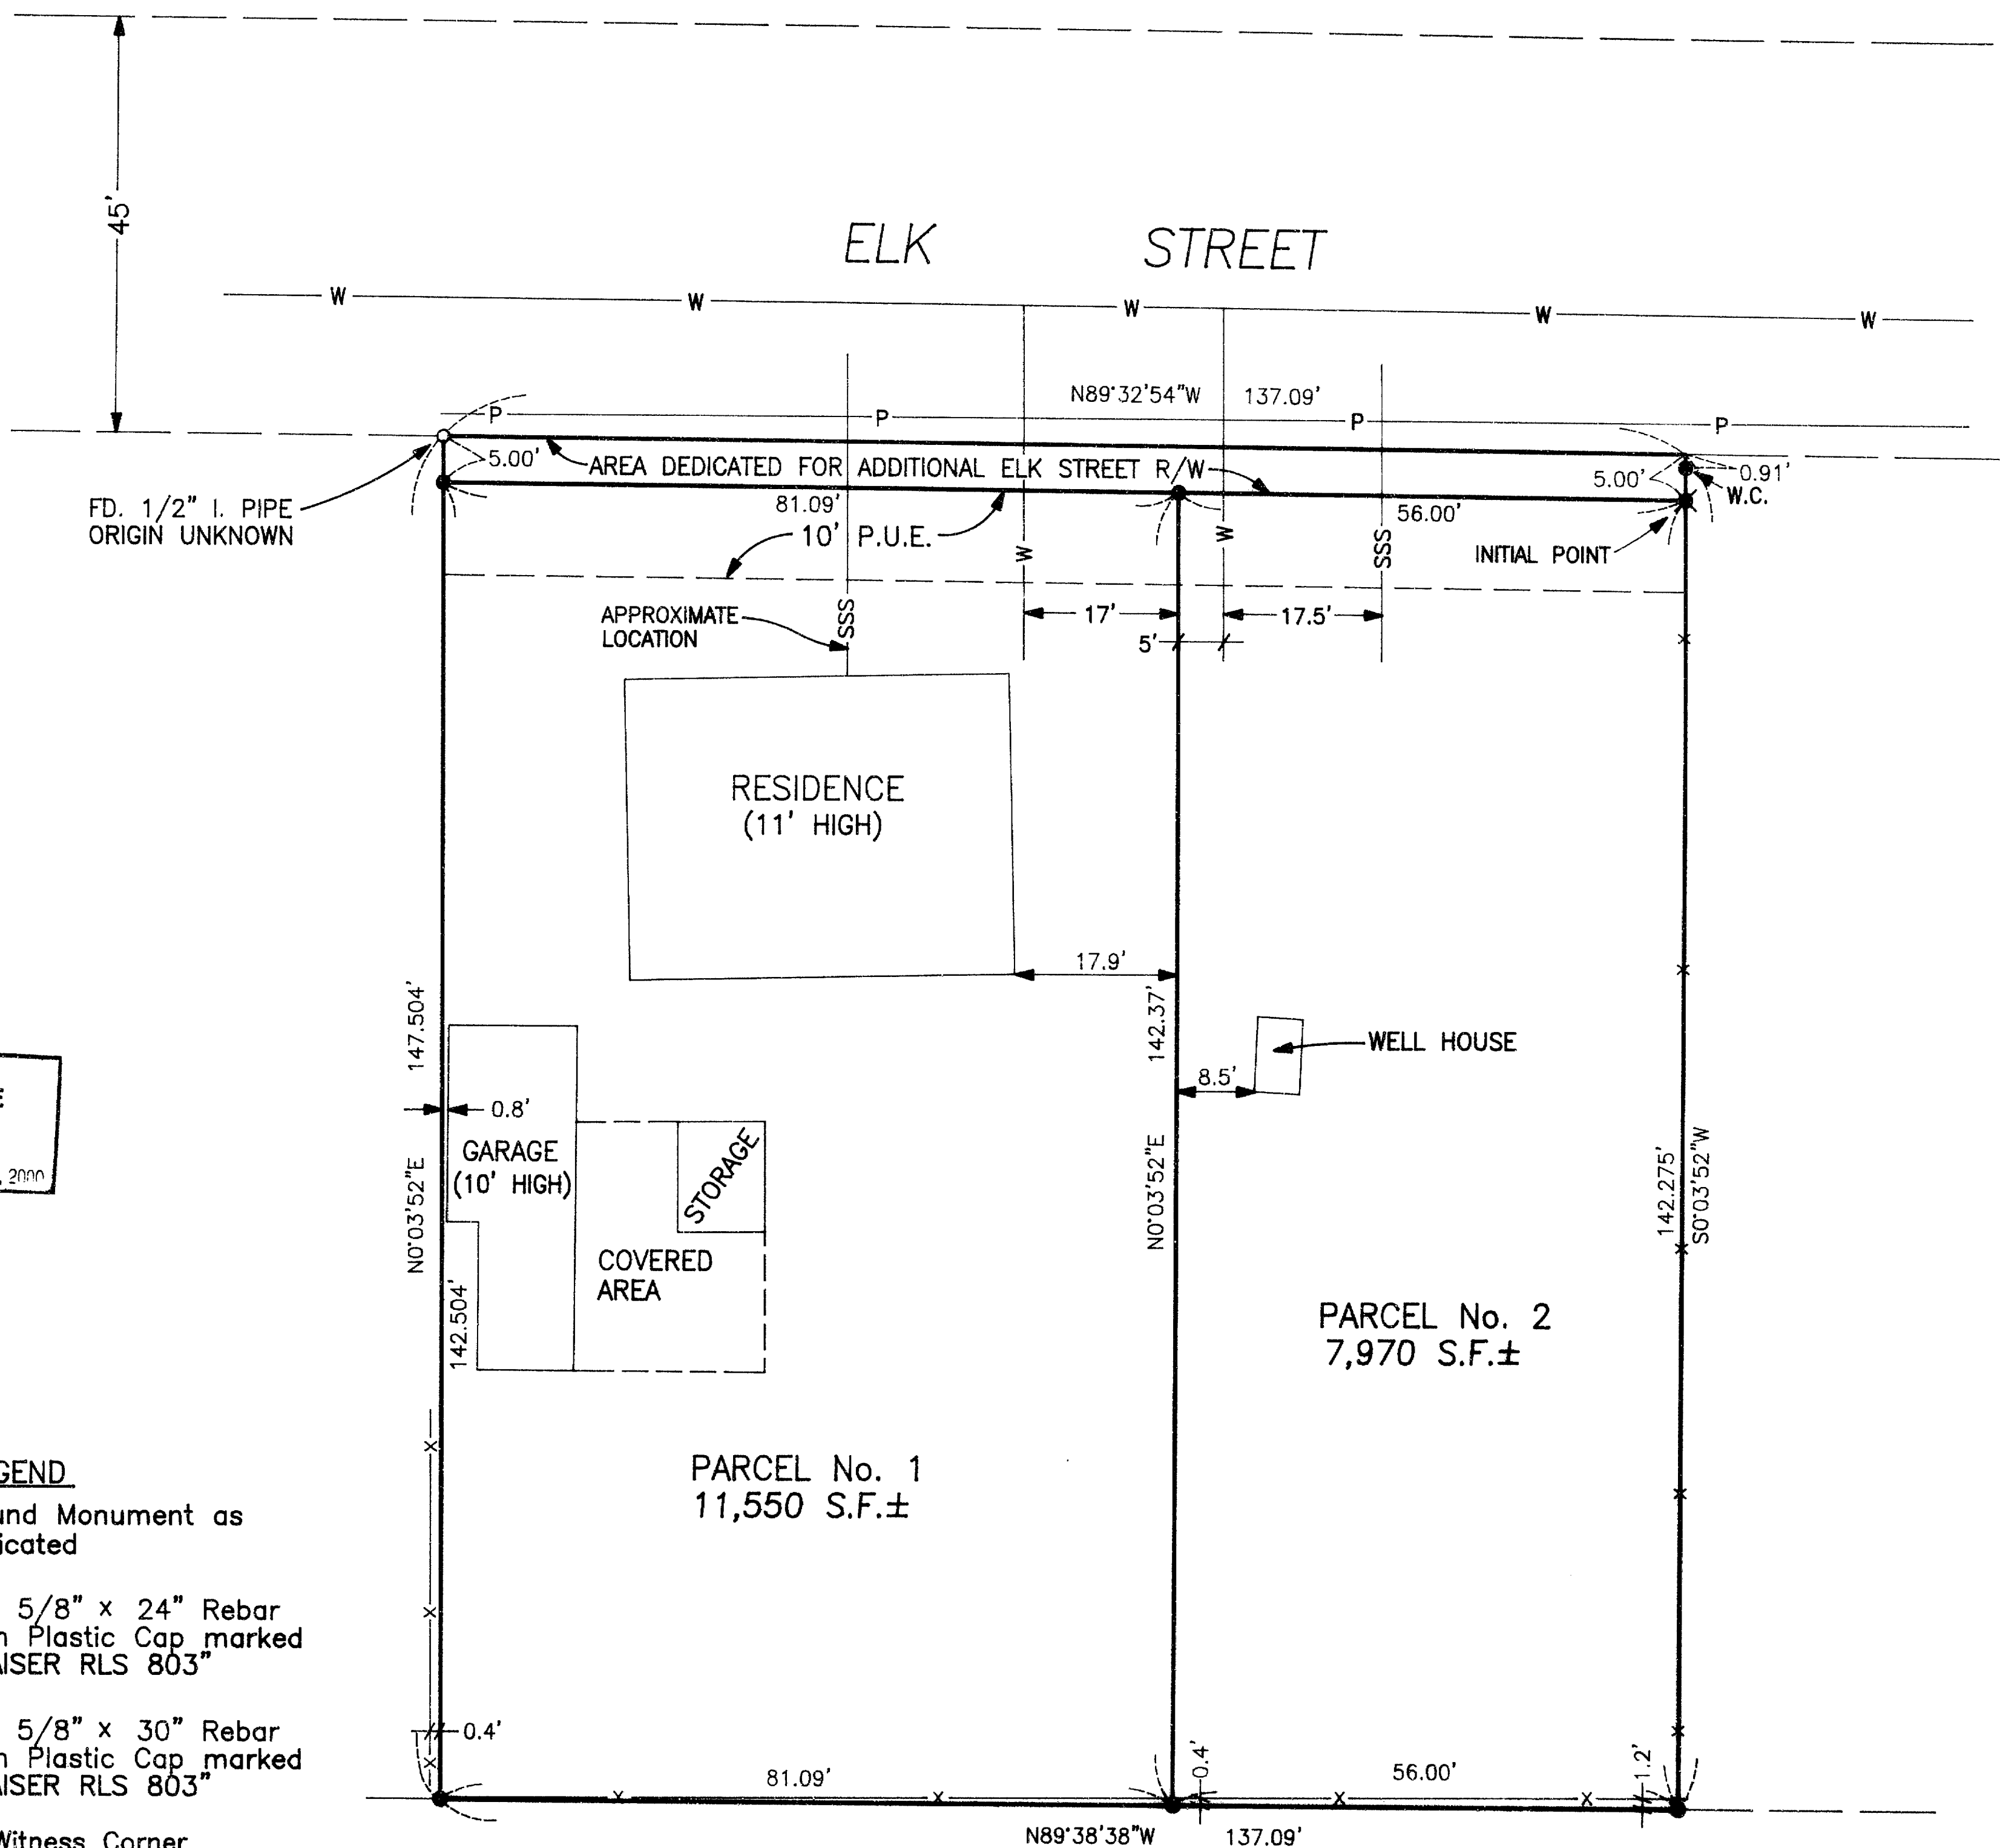 45'
ELK STREET
W W W W W
N89°32'54"W 137.09'
P P P P
5.00'
AREA DEDICATED FOR ADDITIONAL ELK STREET R/W
5.00'
0.91'
W.C.
FD. 1/2" I. PIPE
ORIGIN UNKNOWN
81.09'
56.00'
10' P.U.E.
W
W
SSS
INITIAL POINT
APPROXIMATE
LOCATION
SSS
17'
17.5'
5'
RESIDENCE
(11' HIGH)
17.9'
147.504'
142.37'
WELL HOUSE
8.5'
0.8'
GARAGE
(10' HIGH)
STORAGE
N0°03'52"E
N0°03'52"E
142.275'
S0°03'52"W
2000
COVERED
AREA
142.504'
PARCEL No. 2
7,970 S.F.±
PARCEL No. 1
11,550 S.F.±
GEND
und Monument as
icated
5/8" x 24" Rebar
h Plastic Cap marked
AISER RLS 803"
5/8" x 30" Rebar
h Plastic Cap marked
AISER RLS 803"
Witness Corner
0.4'
81.09'
0.4'
56.00'
1.2'
N89°38'38"W 137.09'